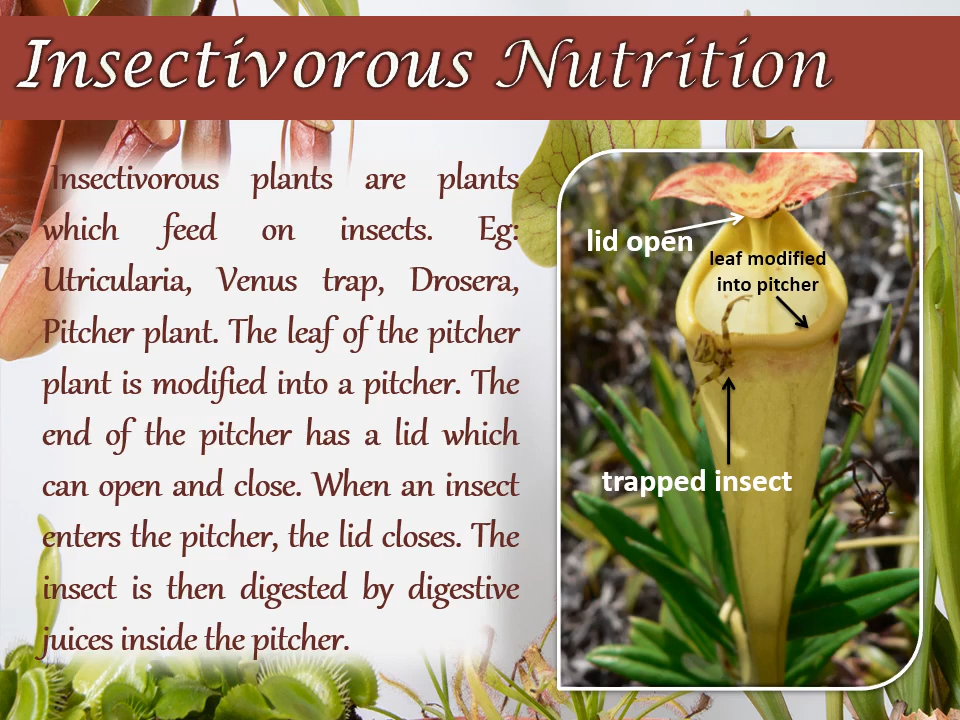 Insectivorous Nutrition
Insectivorous plants are plants
which feed on insects. Eg:
Utricularia, Venus trap, Drosera,
Pitcher plant. The leaf of the pitcher
plant is modified into a pitcher. The
end of the pitcher has a lid which
can open and close. When an insect
enters the pitcher, the lid closes. The
insect is then digested by digestive
juices inside the pitcher.
lid open
leaf modified
into pitcher
trapped insect